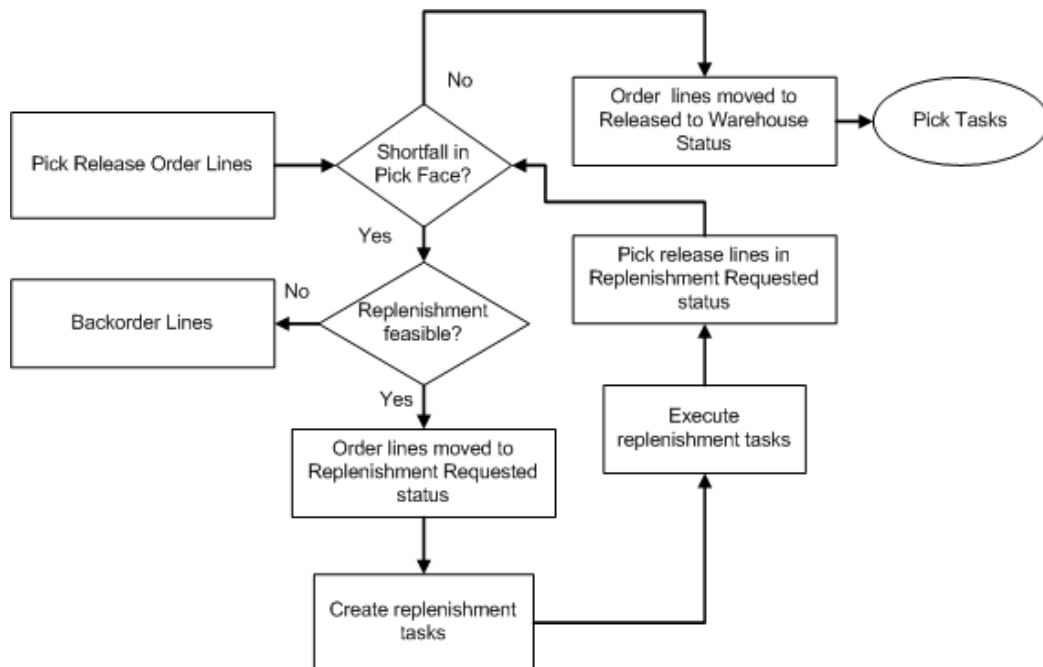 No
Order lines moved to
Released to Warehouse
Status
Pick Tasks
Pick Release Order Lines
Shortfall in
Pick Face?
Yes
Pick release lines in
Replenishment Requested
status
No
Backorder Lines
Replenishment
feasible?
Yes
Execute
replenishment tasks
Order lines moved to
Replenishment Requested
status
Create replenishment
tasks